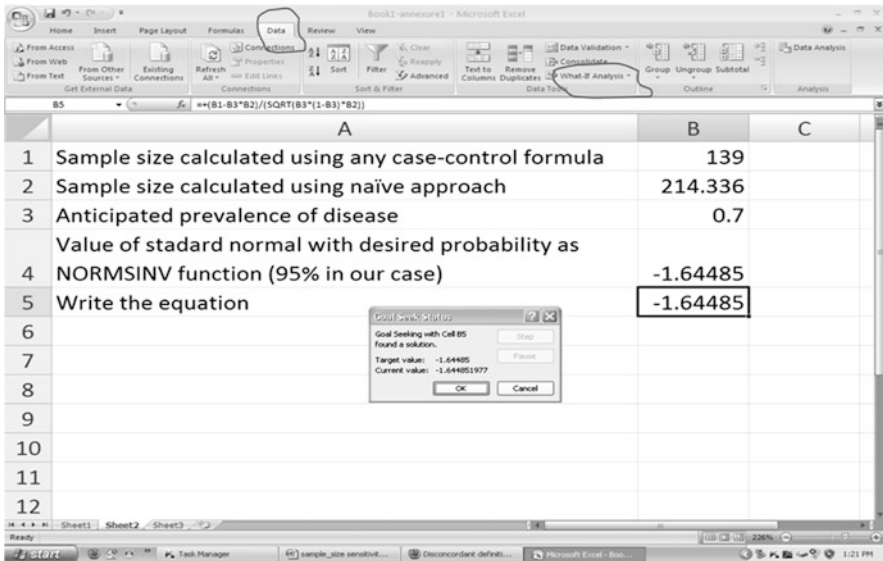 Book1-annexure1 - Microsoft Excel
Home Insert Page Layout Formulas Data Review View
From Access
From Web
From Text
From Other Sources
Existing Connections
Get External Data
Refresh All
Connections
Properties
Edit Links
Connections
Sort
Filter
Clear
Reapply
Advanced
Sort & Filter
Text to Columns
Remove Duplicates
Data Validation
Consolidate
What-If Analysis
Data Tools
Group Ungroup Subtotal
Outline
Data Analysis
Analysis
B5 fx =+(B1-B3*B2)/(SQRT(B3*(1-B3)*B2))
A B C
1 Sample size calculated using any case-control formula 139
2 Sample size calculated using naïve approach 214.336
3 Anticipated prevalence of disease 0.7
Value of stadard normal with desired probability as
4 NORMSINV function (95% in our case) -1.64485
5 Write the equation -1.64485
Goal Seek Status
Goal Seeking with Cell B5
found a solution.
Target value: -1.64485
Current value: -1.644851977
Step
Pause
OK Cancel
6
7
8
9
10
11
12
Sheet1 Sheet2 Sheet3
Ready 226%
start Task Manager sample_size sensitivit... Disconcordant definiti... Microsoft Excel - Boo... 1:21 PM